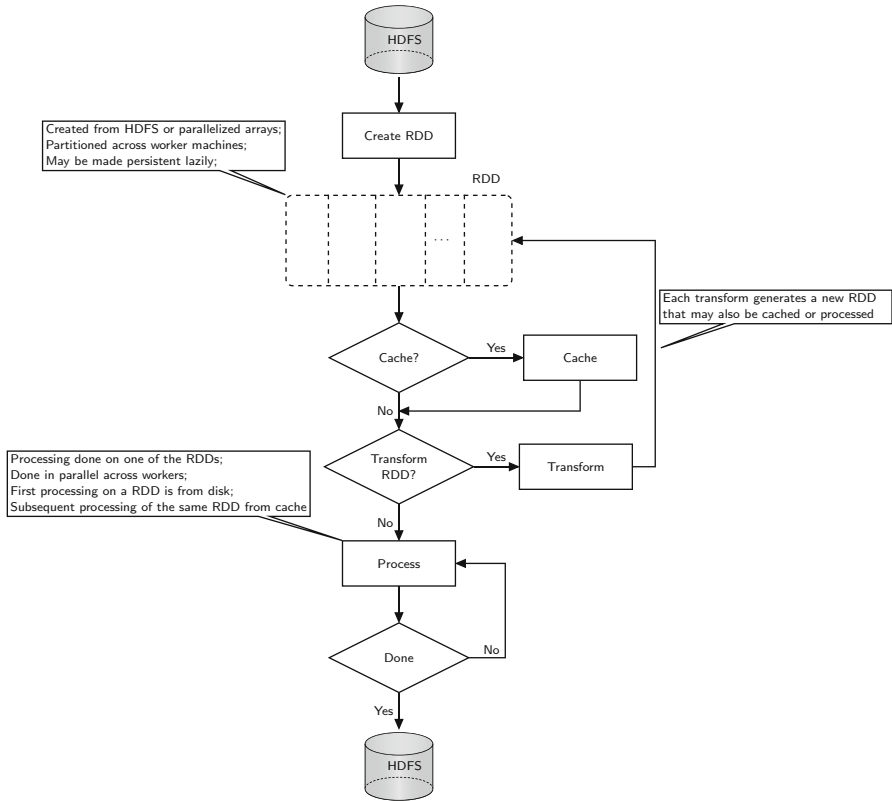 HDFS
Create RDD
Created from HDFS or parallelized arrays;
Partitioned across worker machines;
May be made persistent lazily;
RDD
...
Each transform generates a new RDD
that may also be cached or processed
Cache?
Yes
Cache
No
Transform
RDD?
Yes
Transform
Processing done on one of the RDDs;
Done in parallel across workers;
First processing on a RDD is from disk;
Subsequent processing of the same RDD from cache
No
Process
Done
No
Yes
HDFS